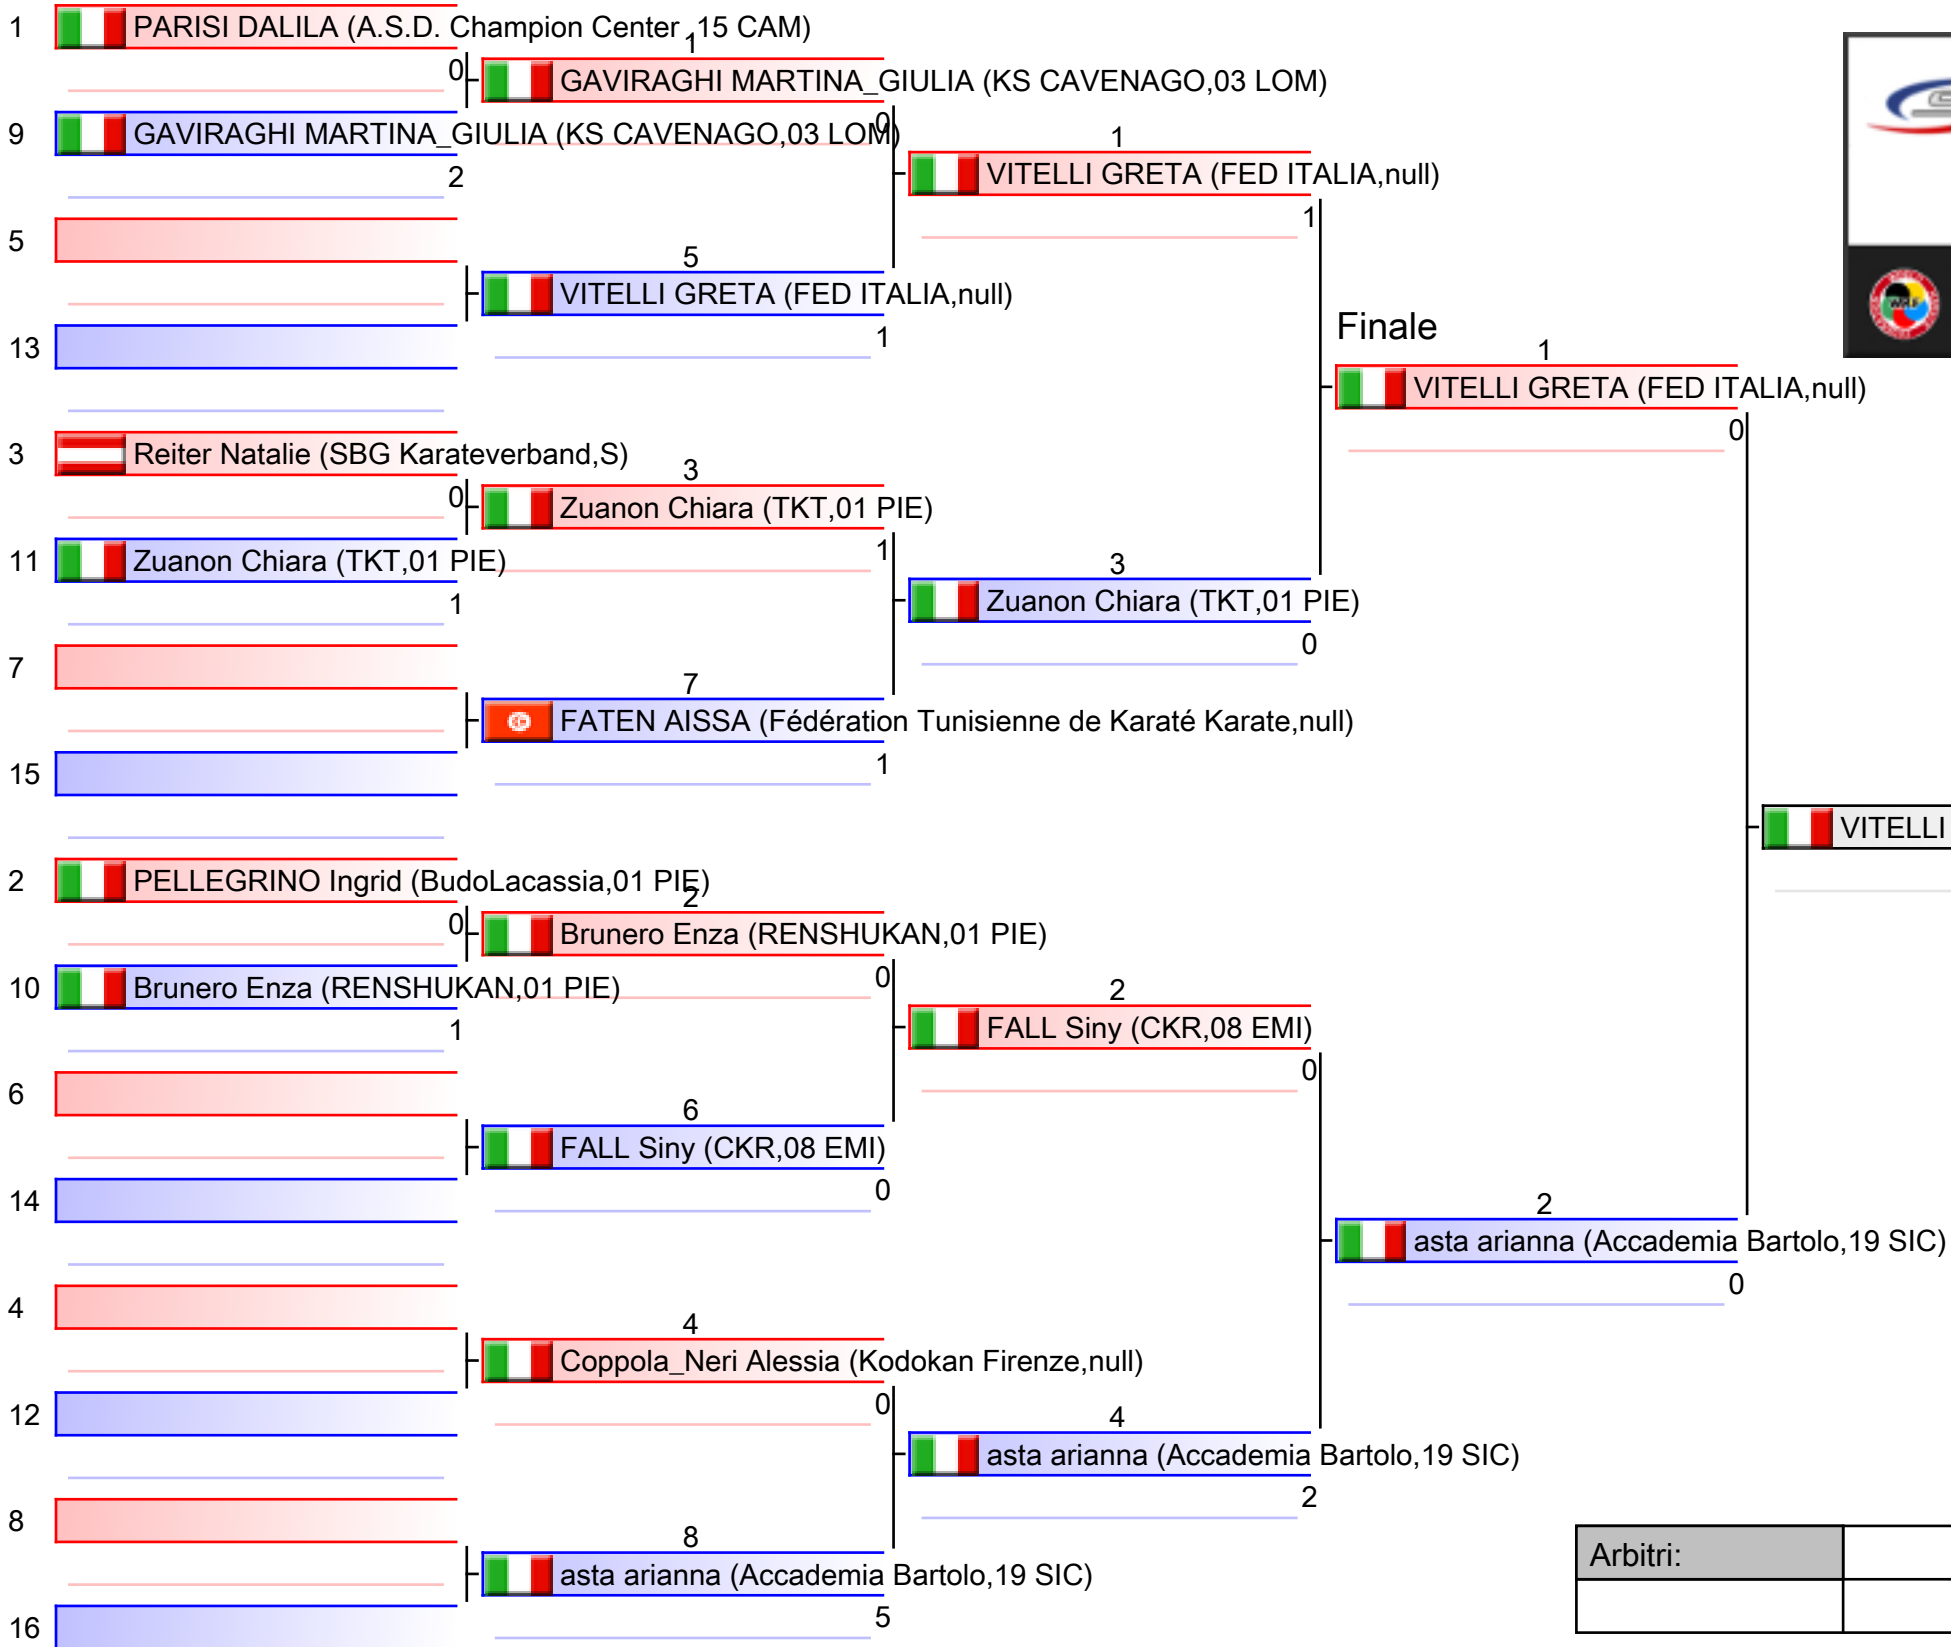 1 PARISI DALILA (A.S.D. Champion Center ,15 CAM)
0
1
GAVIRAGHI MARTINA_GIULIA (KS CAVENAGO,03 LOM)
0
9 GAVIRAGHI MARTINA_GIULIA (KS CAVENAGO,03 LOM)
2
1
VITELLI GRETA (FED ITALIA,null)
1
5
5
VITELLI GRETA (FED ITALIA,null)
1
13
Finale
1
VITELLI GRETA (FED ITALIA,null)
0
3 Reiter Natalie (SBG Karateverband,S)
0
3
Zuanon Chiara (TKT,01 PIE)
1
11 Zuanon Chiara (TKT,01 PIE)
1
3
Zuanon Chiara (TKT,01 PIE)
0
7
7
FATEN AISSA (Fédération Tunisienne de Karaté Karate,null)
1
15
VITELLI
2 PELLEGRINO Ingrid (BudoLacassia,01 PIE)
0
2
Brunero Enza (RENSHUKAN,01 PIE)
0
10 Brunero Enza (RENSHUKAN,01 PIE)
1
2
FALL Siny (CKR,08 EMI)
0
6
6
FALL Siny (CKR,08 EMI)
0
14
2
asta arianna (Accademia Bartolo,19 SIC)
0
4
4
Coppola_Neri Alessia (Kodokan Firenze,null)
0
12
4
asta arianna (Accademia Bartolo,19 SIC)
2
8
8
asta arianna (Accademia Bartolo,19 SIC)
5
16
Arbitri: